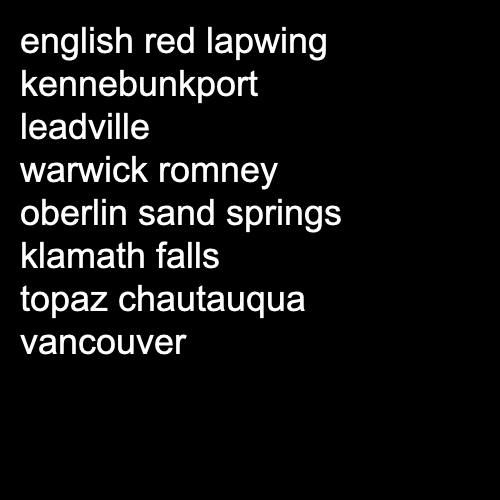 english red lapwing
kennebunkport
leadville
warwick romney
oberlin sand springs
klamath falls
topaz chautauqua
vancouver